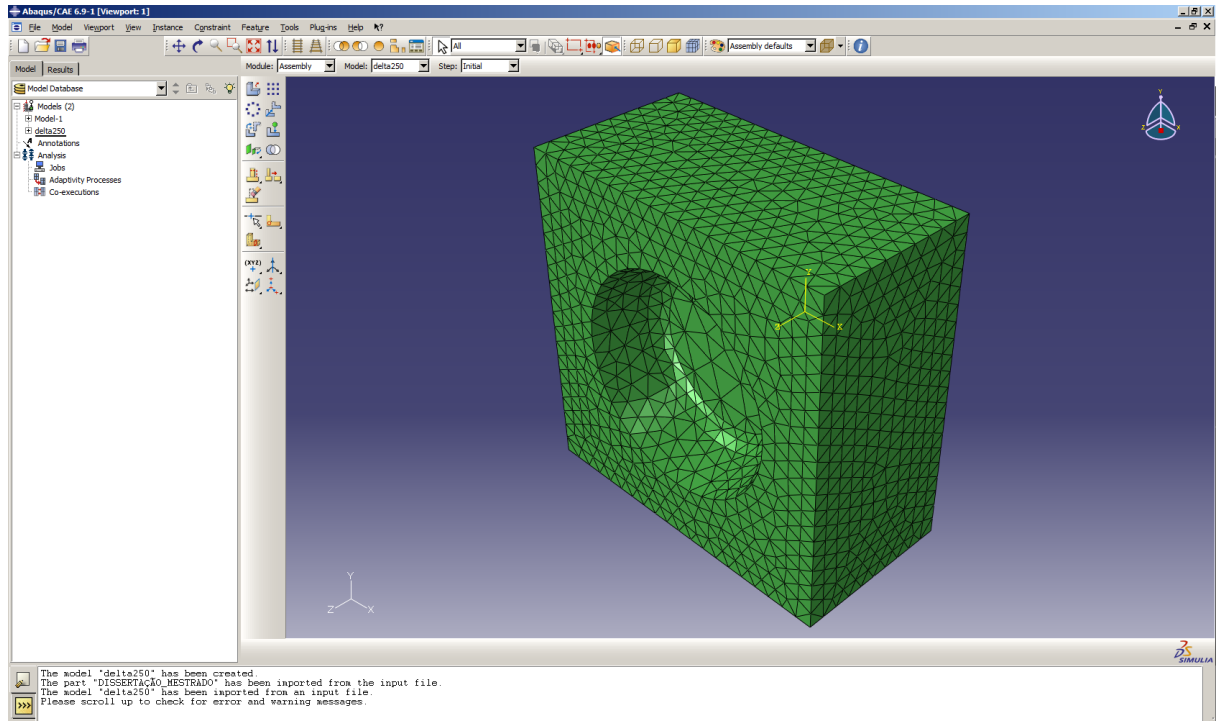 Abaqus/CAE 6.9-1 [Viewport: 1]
File Model Viewport View Instance Constraint Feature Tools Plug-ins Help
All
Assembly defaults
Model Results
Module: Assembly Model: delta250 Step: Initial
Model Database
Models (2)
Model-1
delta250
Annotations
Analysis
Jobs
Adaptivity Processes
Co-executions
(XYZ)
Y
Z X
Y
X
Y
Z X
SIMULIA
The model "delta250" has been created.
The part "DISSERTAÇÃO_MESTRADO" has been imported from the input file.
The model "delta250" has been imported from an input file.
Please scroll up to check for error and warning messages.
>>>